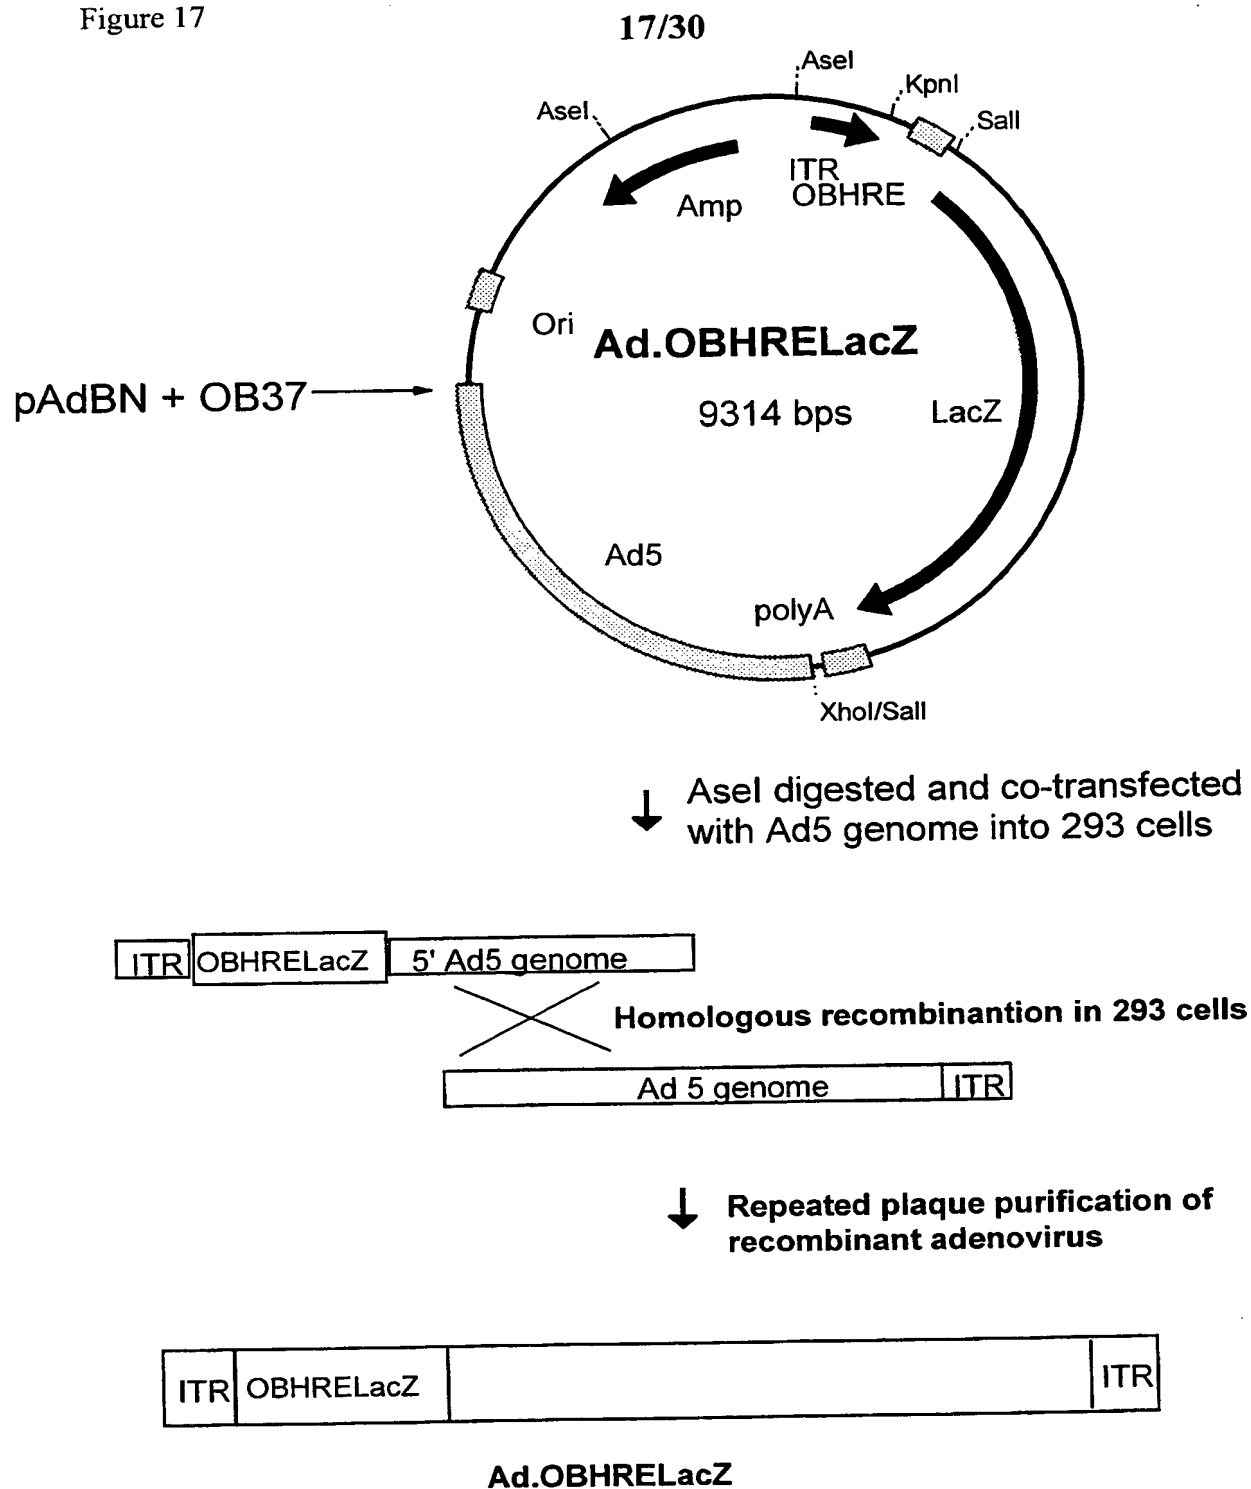 Figure 17
17/30
AseI
KpnI
AseI
SalI
ITR
OBHRE
Amp
Ori
Ad.OBHRELacZ
pAdBN + OB37
9314 bps
LacZ
Ad5
polyA
XhoI/SalI
AseI digested and co-transfected
with Ad5 genome into 293 cells
ITR OBHRELacZ 5' Ad5 genome
Homologous recombinantion in 293 cells
Ad 5 genome ITR
Repeated plaque purification of
recombinant adenovirus
ITR OBHRELacZ ITR
Ad.OBHRELacZ